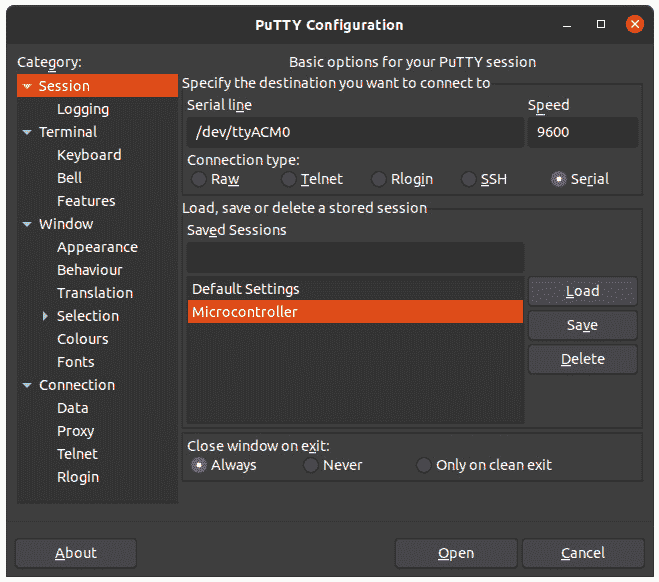 PuTTY Configuration
Category:
Session
Logging
Terminal
Keyboard
Bell
Features
Window
Appearance
Behaviour
Translation
Selection
Colours
Fonts
Connection
Data
Proxy
Telnet
Rlogin
Basic options for your PuTTY session
Specify the destination you want to connect to
Serial line Speed
/dev/ttyACM0 9600
Connection type:
Raw Telnet Rlogin SSH Serial
Load, save or delete a stored session
Saved Sessions
Default Settings
Microcontroller
Load
Save
Delete
Close window on exit:
Always Never Only on clean exit
About Open Cancel